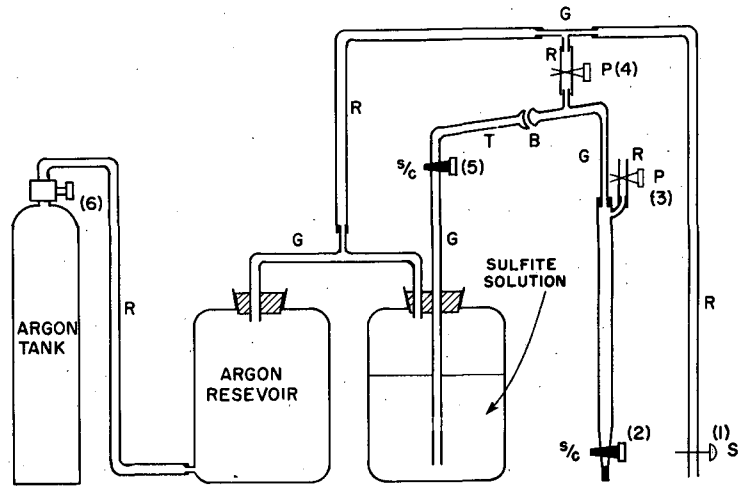 G
R
P(4)
R
T
B
G
R
P
(3)
S/G
(5)
(6)
G
G
SULFITE
SOLUTION
R
R
ARGON
TANK
ARGON
RESEVOIR
S/G
(2)
(1)
S